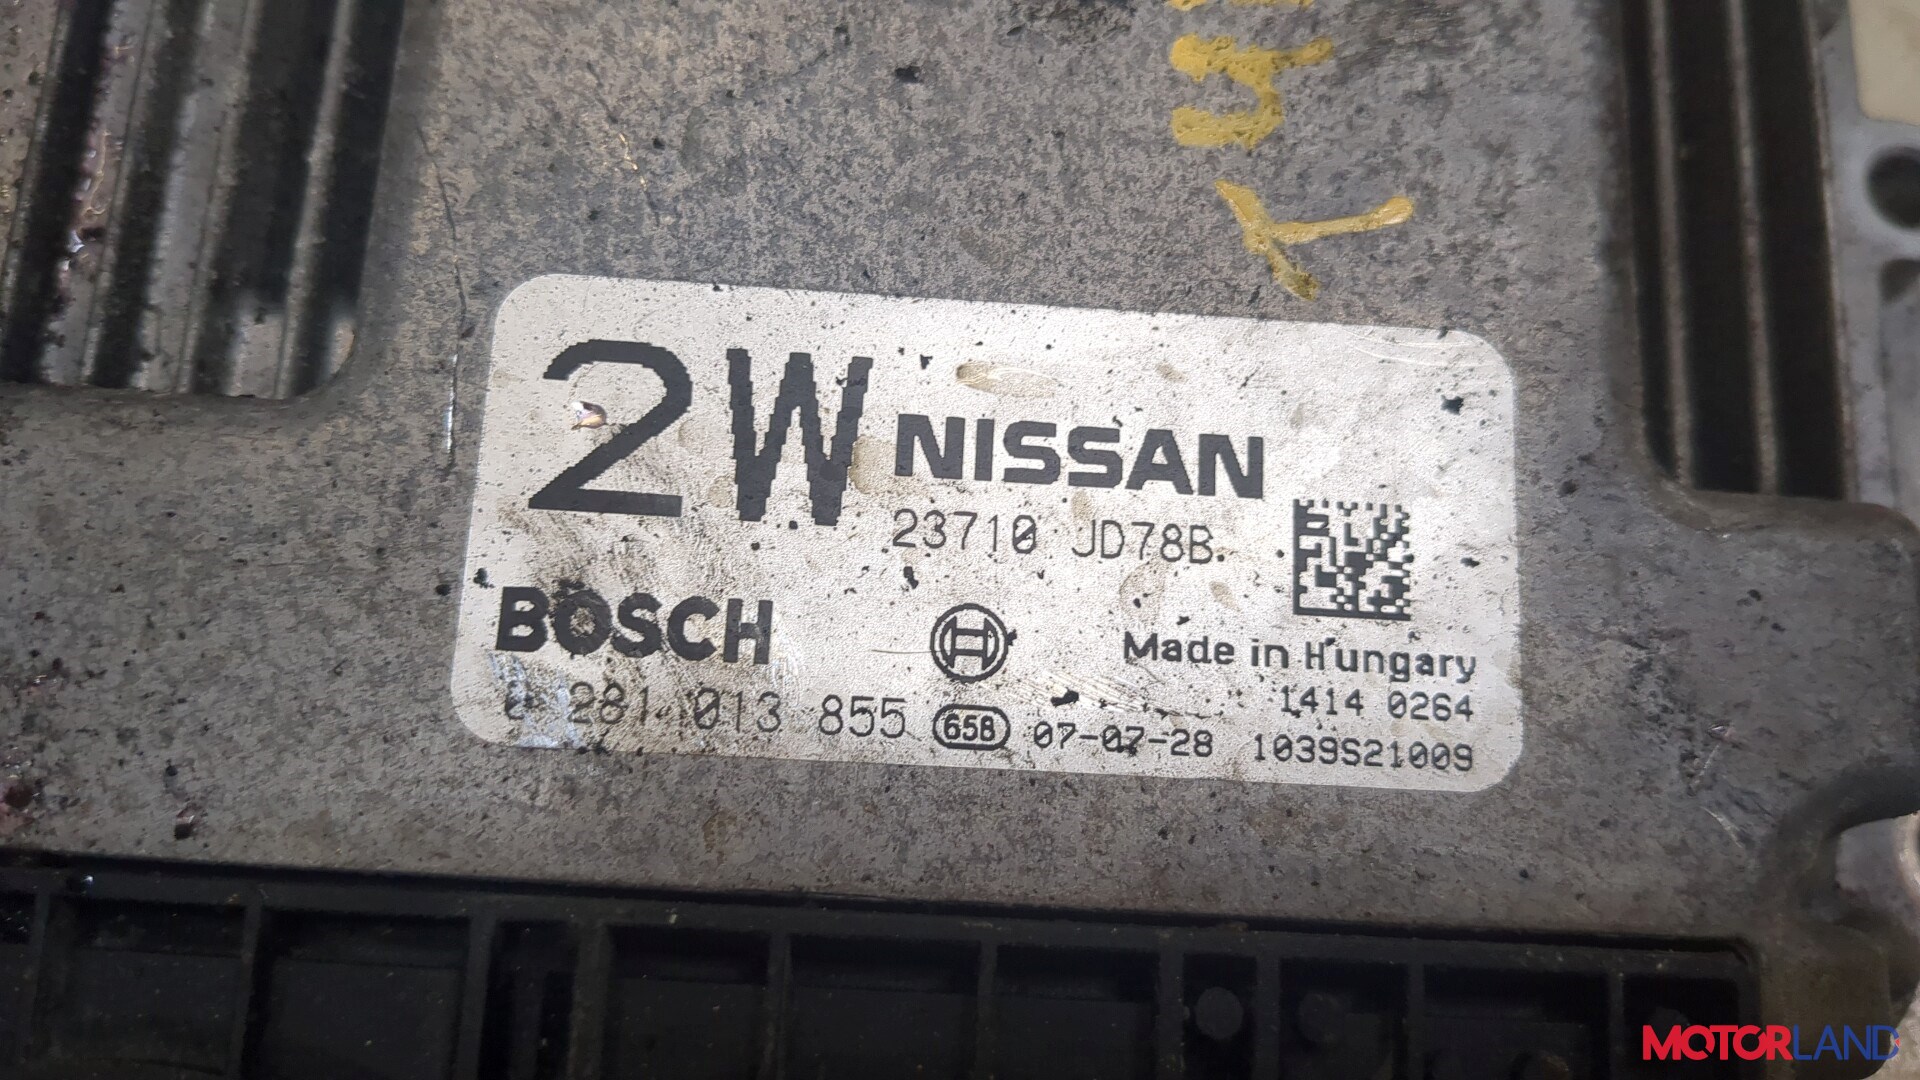 2W NISSAN
23710 JD78B
BOSCH
Made in Hungary
0 281 013 855 658 07-07-28
1414 0264
1039S21009
MOTORLAND